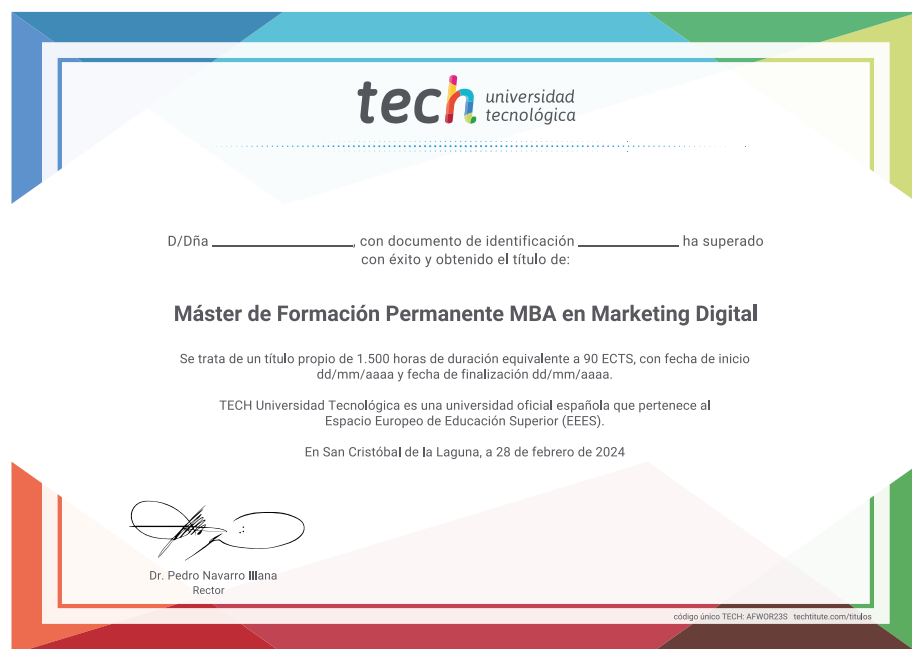 tech universidad
tecnológica
D/Dña ______________, con documento de identificación __________ ha superado
con éxito y obtenido el título de:
Máster de Formación Permanente MBA en Marketing Digital
Se trata de un título propio de 1.500 horas de duración equivalente a 90 ECTS, con fecha de inicio
dd/mm/aaaa y fecha de finalización dd/mm/aaaa.
TECH Universidad Tecnológica es una universidad oficial española que pertenece al
Espacio Europeo de Educación Superior (EEES).
En San Cristóbal de la Laguna, a 28 de febrero de 2024
Dr. Pedro Navarro Illana
Rector
código único TECH: AFWOR23S techtitute.com/titulos